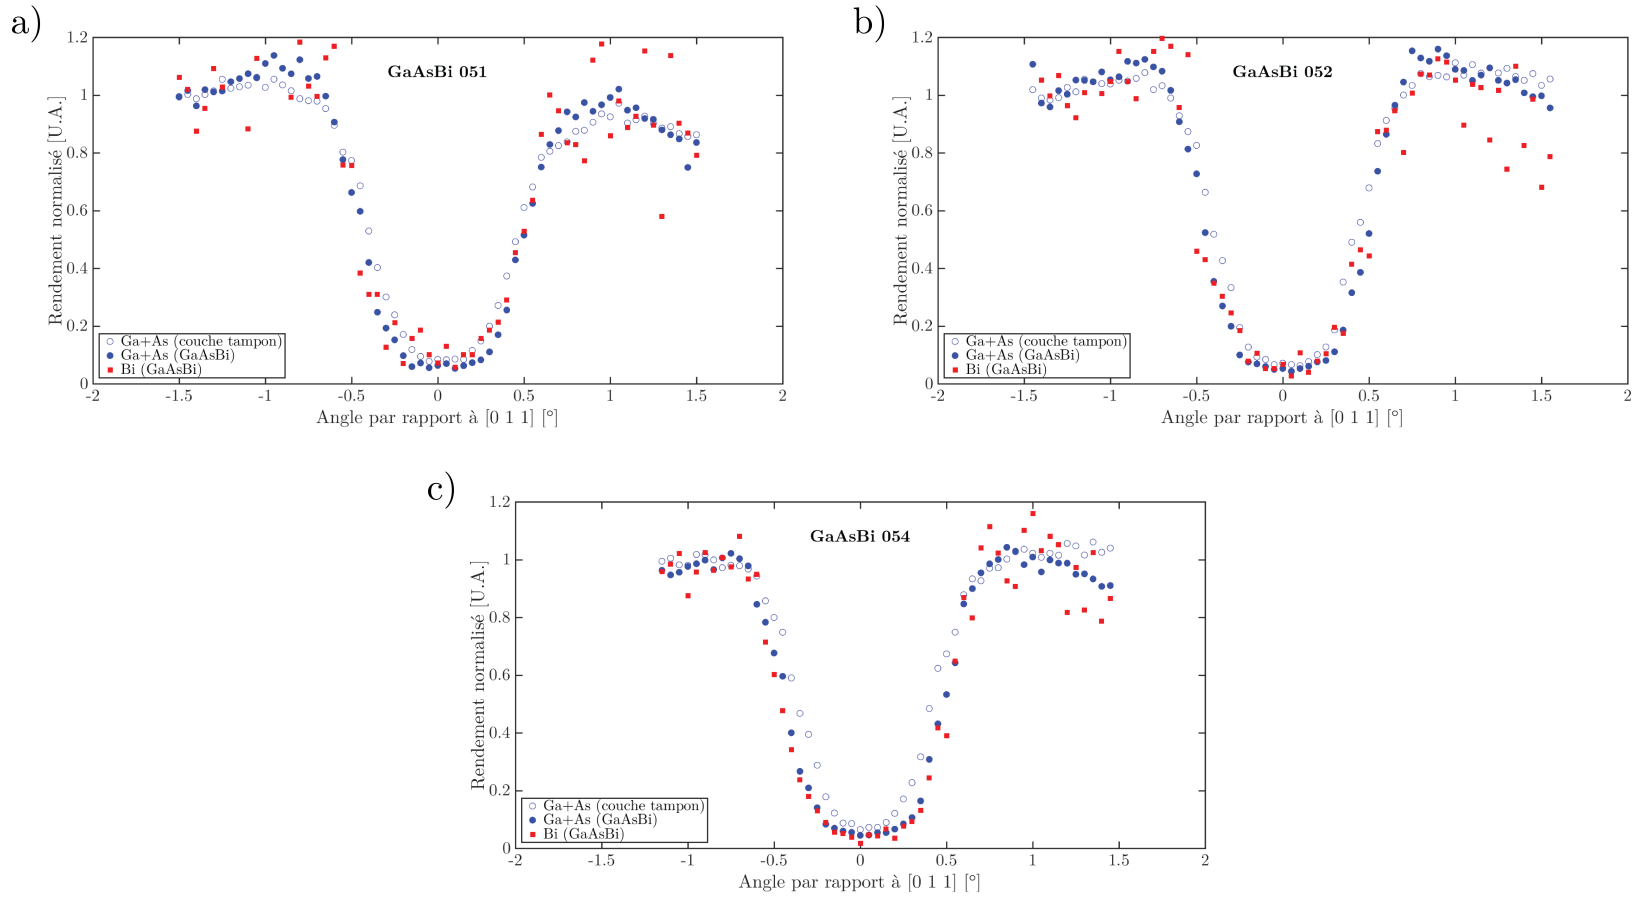 a)
GaAsBi 051
Rendement normalisé [U.A.]
1.2
1
0.8
0.6
0.4
0.2
0
Ga+As (couche tampon)
Ga+As (GaAsBi)
Bi (GaAsBi)
-2 -1.5 -1 -0.5 0 0.5 1 1.5 2
Angle par rapport à [0 1 1] [°]
b)
GaAsBi 052
Rendement normalisé [U.A.]
1.2
1
0.8
0.6
0.4
0.2
0
Ga+As (couche tampon)
Ga+As (GaAsBi)
Bi (GaAsBi)
-2 -1.5 -1 -0.5 0 0.5 1 1.5 2
Angle par rapport à [0 1 1] [°]
c)
GaAsBi 054
Rendement normalisé [U.A.]
1.2
1
0.8
0.6
0.4
0.2
0
Ga+As (couche tampon)
Ga+As (GaAsBi)
Bi (GaAsBi)
-2 -1.5 -1 -0.5 0 0.5 1 1.5 2
Angle par rapport à [0 1 1] [°]